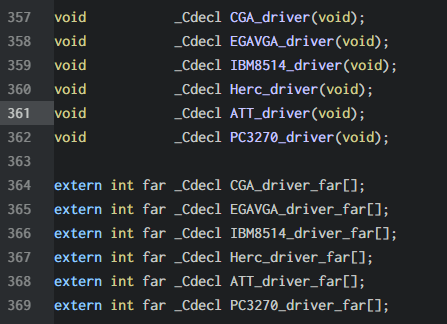 357 void            _Cdecl CGA_driver(void);
358 void            _Cdecl EGAVGA_driver(void);
359 void            _Cdecl IBM8514_driver(void);
360 void            _Cdecl Herc_driver(void);
361 void            _Cdecl ATT_driver(void);
362 void            _Cdecl PC3270_driver(void);
363
364 extern int far _Cdecl CGA_driver_far[];
365 extern int far _Cdecl EGAVGA_driver_far[];
366 extern int far _Cdecl IBM8514_driver_far[];
367 extern int far _Cdecl Herc_driver_far[];
368 extern int far _Cdecl ATT_driver_far[];
369 extern int far _Cdecl PC3270_driver_far[];